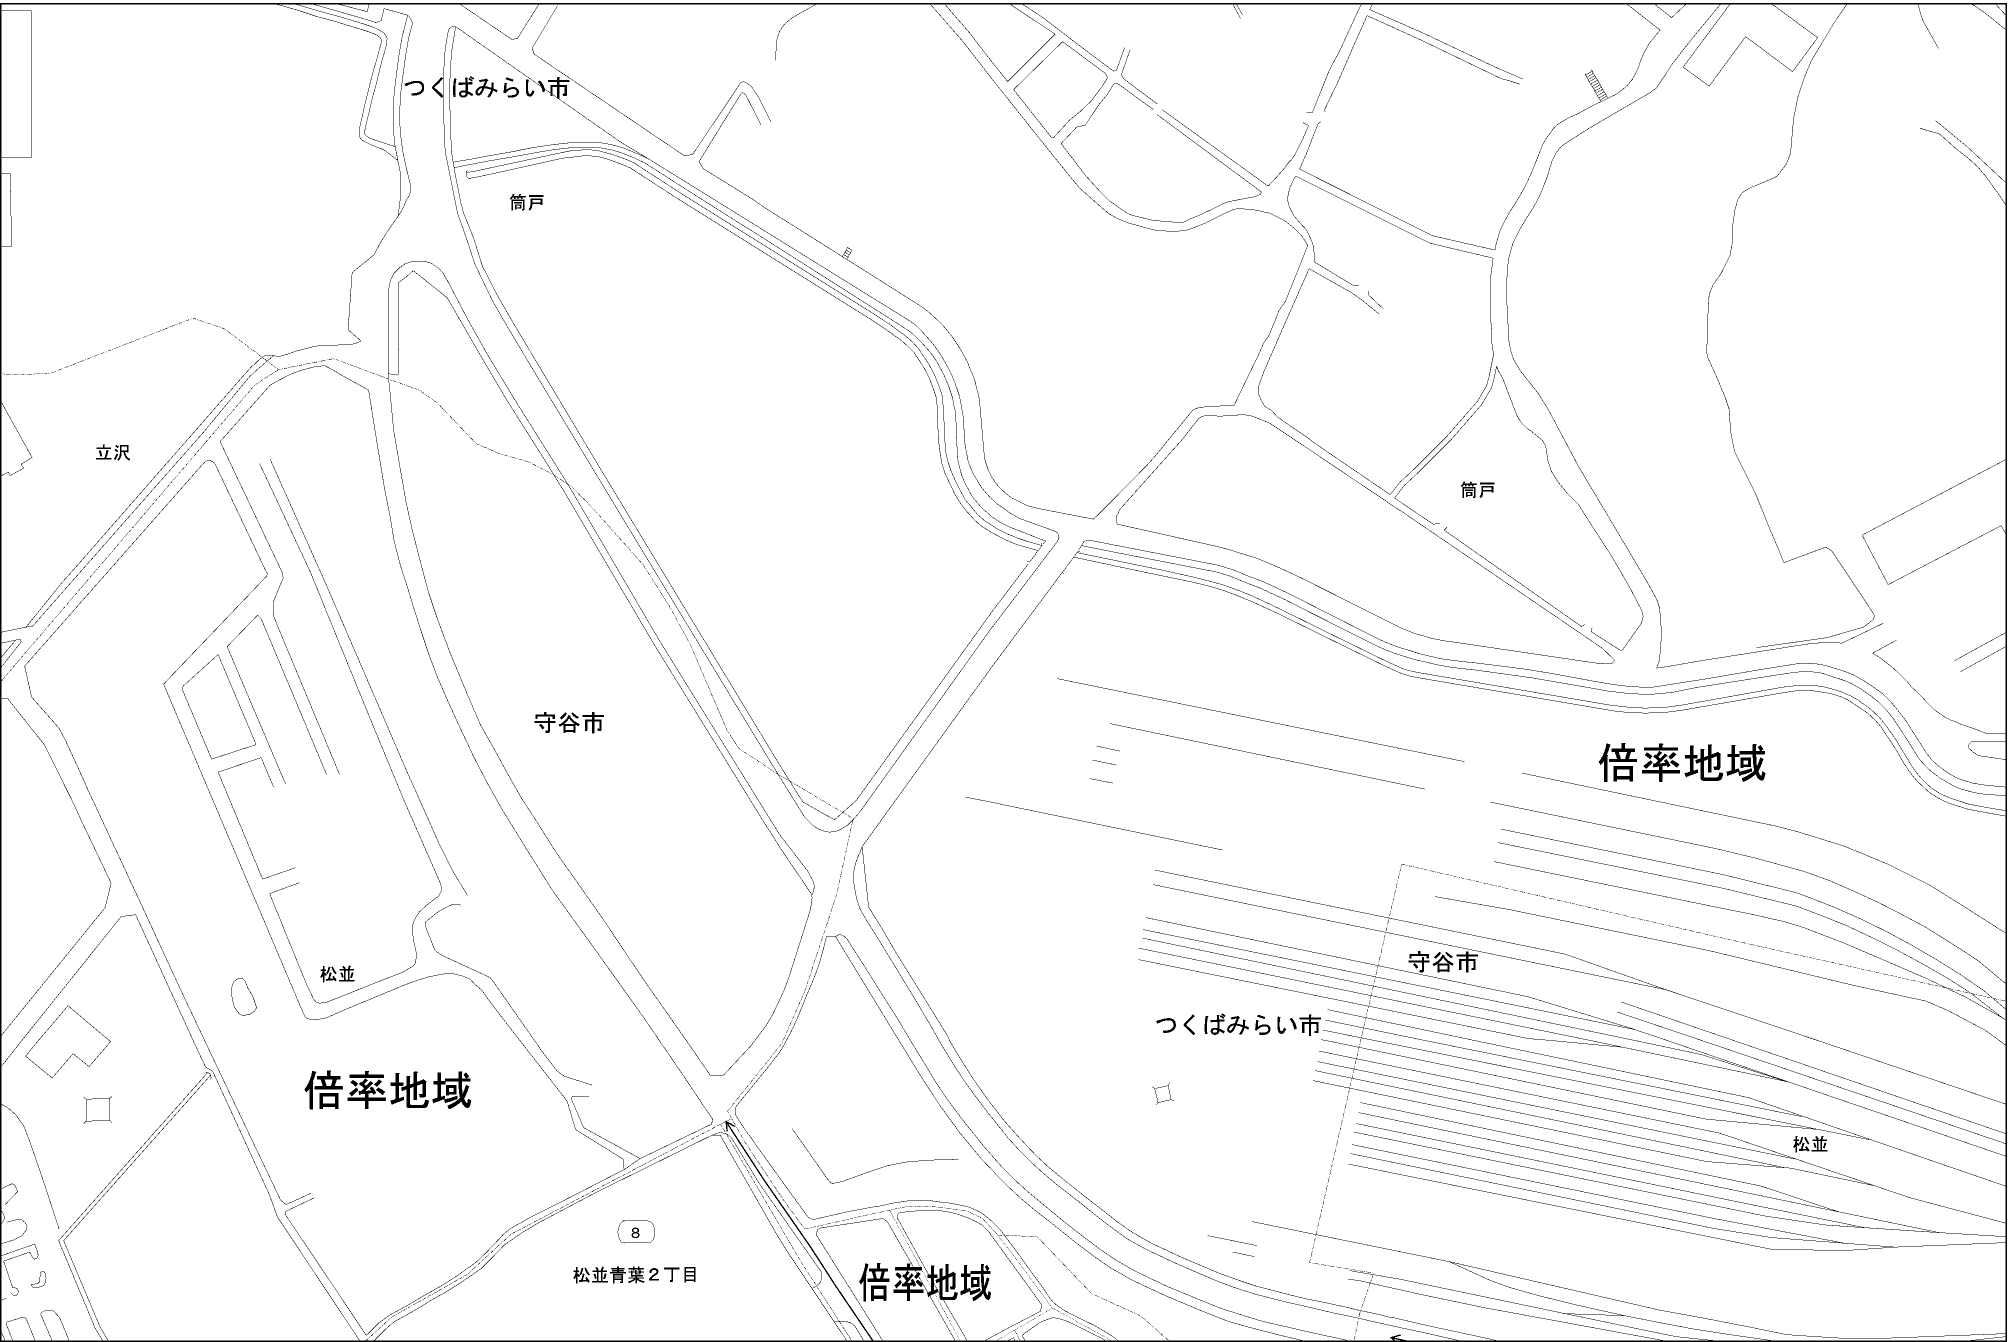 つくばみらい市
筒戸
立沢
筒戸
守谷市
倍率地域
守谷市
松並
つくばみらい市
倍率地域
松並
8
松並青葉２丁目
倍率地域